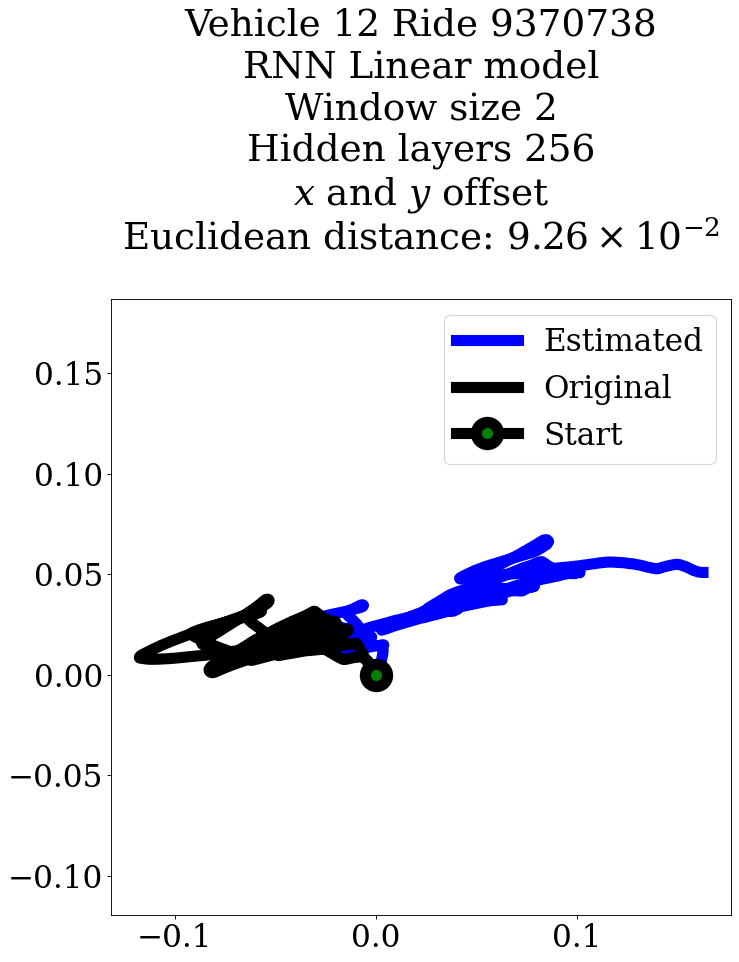 Vehicle 12 Ride 9370738
RNN Linear model
Window size 2
Hidden layers 256
x and y offset
Euclidean distance: 9.26 × 10⁻²
Estimated
Original
Start
0.15
0.10
0.05
0.00
−0.05
−0.10
−0.1 0.0 0.1